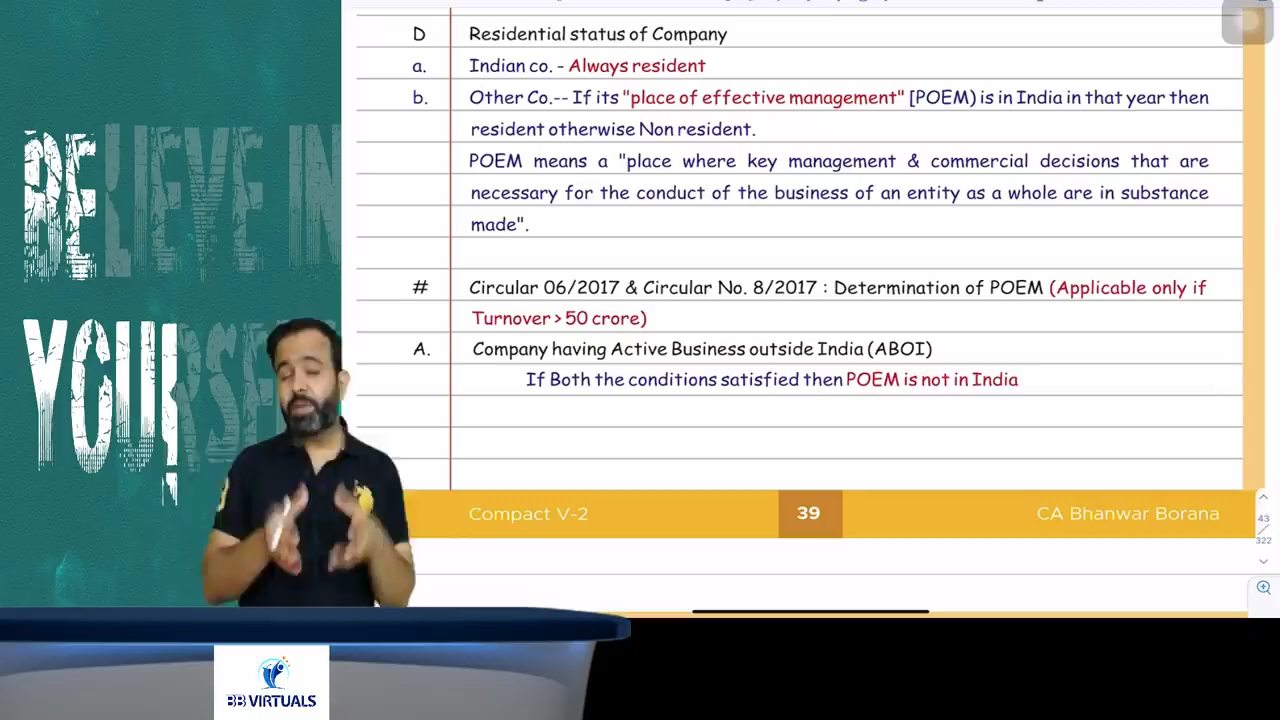 BELIEVE IN
YOURSE
D Residential status of Company
a. Indian co. - Always resident
b. Other Co.-- If its "place of effective management" [POEM) is in India in that year then
resident otherwise Non resident.
POEM means a "place where key management & commercial decisions that are
necessary for the conduct of the business of an entity as a whole are in substance
made".
# Circular 06/2017 & Circular No. 8/2017 : Determination of POEM (Applicable only if
Turnover > 50 crore)
A. Company having Active Business outside India (ABOI)
If Both the conditions satisfied then POEM is not in India
Compact V-2 39 CA Bhanwar Borana
43
322
BB VIRTUALS